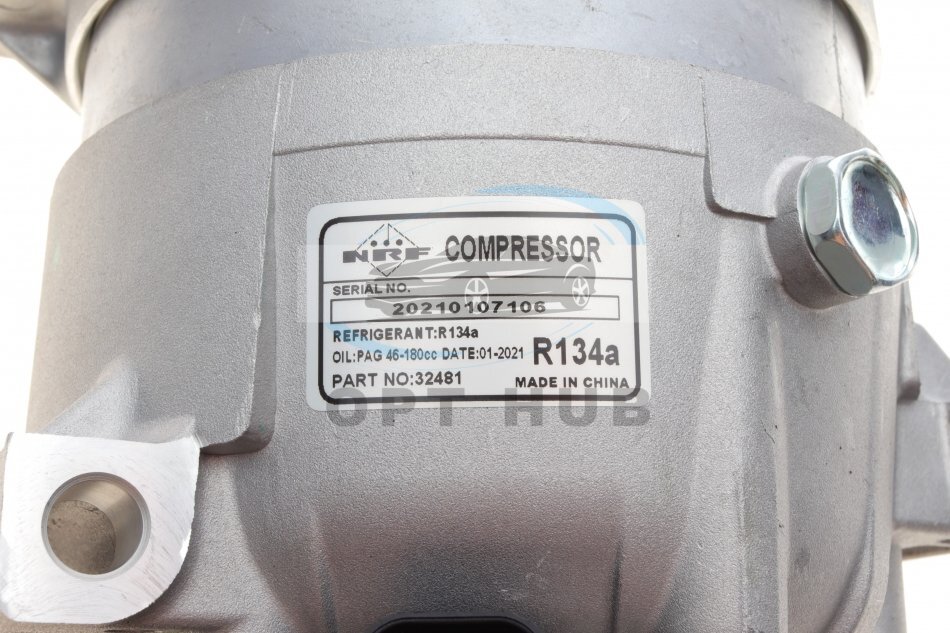 NRF COMPRESSOR
SERIAL NO.
20210107106
REFRIGERANT:R134a
OIL:PAG 46-180cc DATE:01-2021 R134a
PART NO:32481 MADE IN CHINA
OPT HUB